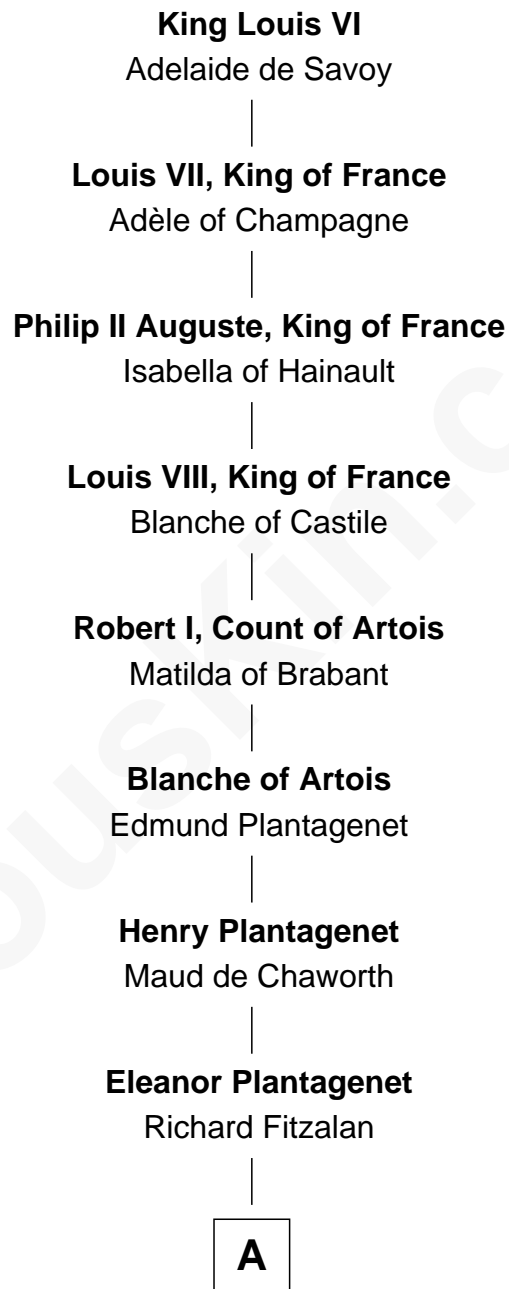 King Louis VI
Adelaide de Savoy
Louis VII, King of France
Adèle of Champagne
Philip II Auguste, King of France
Isabella of Hainault
Louis VIII, King of France
Blanche of Castile
Robert I, Count of Artois
Matilda of Brabant
Blanche of Artois
Edmund Plantagenet
Henry Plantagenet
Maud de Chaworth
Eleanor Plantagenet
Richard Fitzalan
A